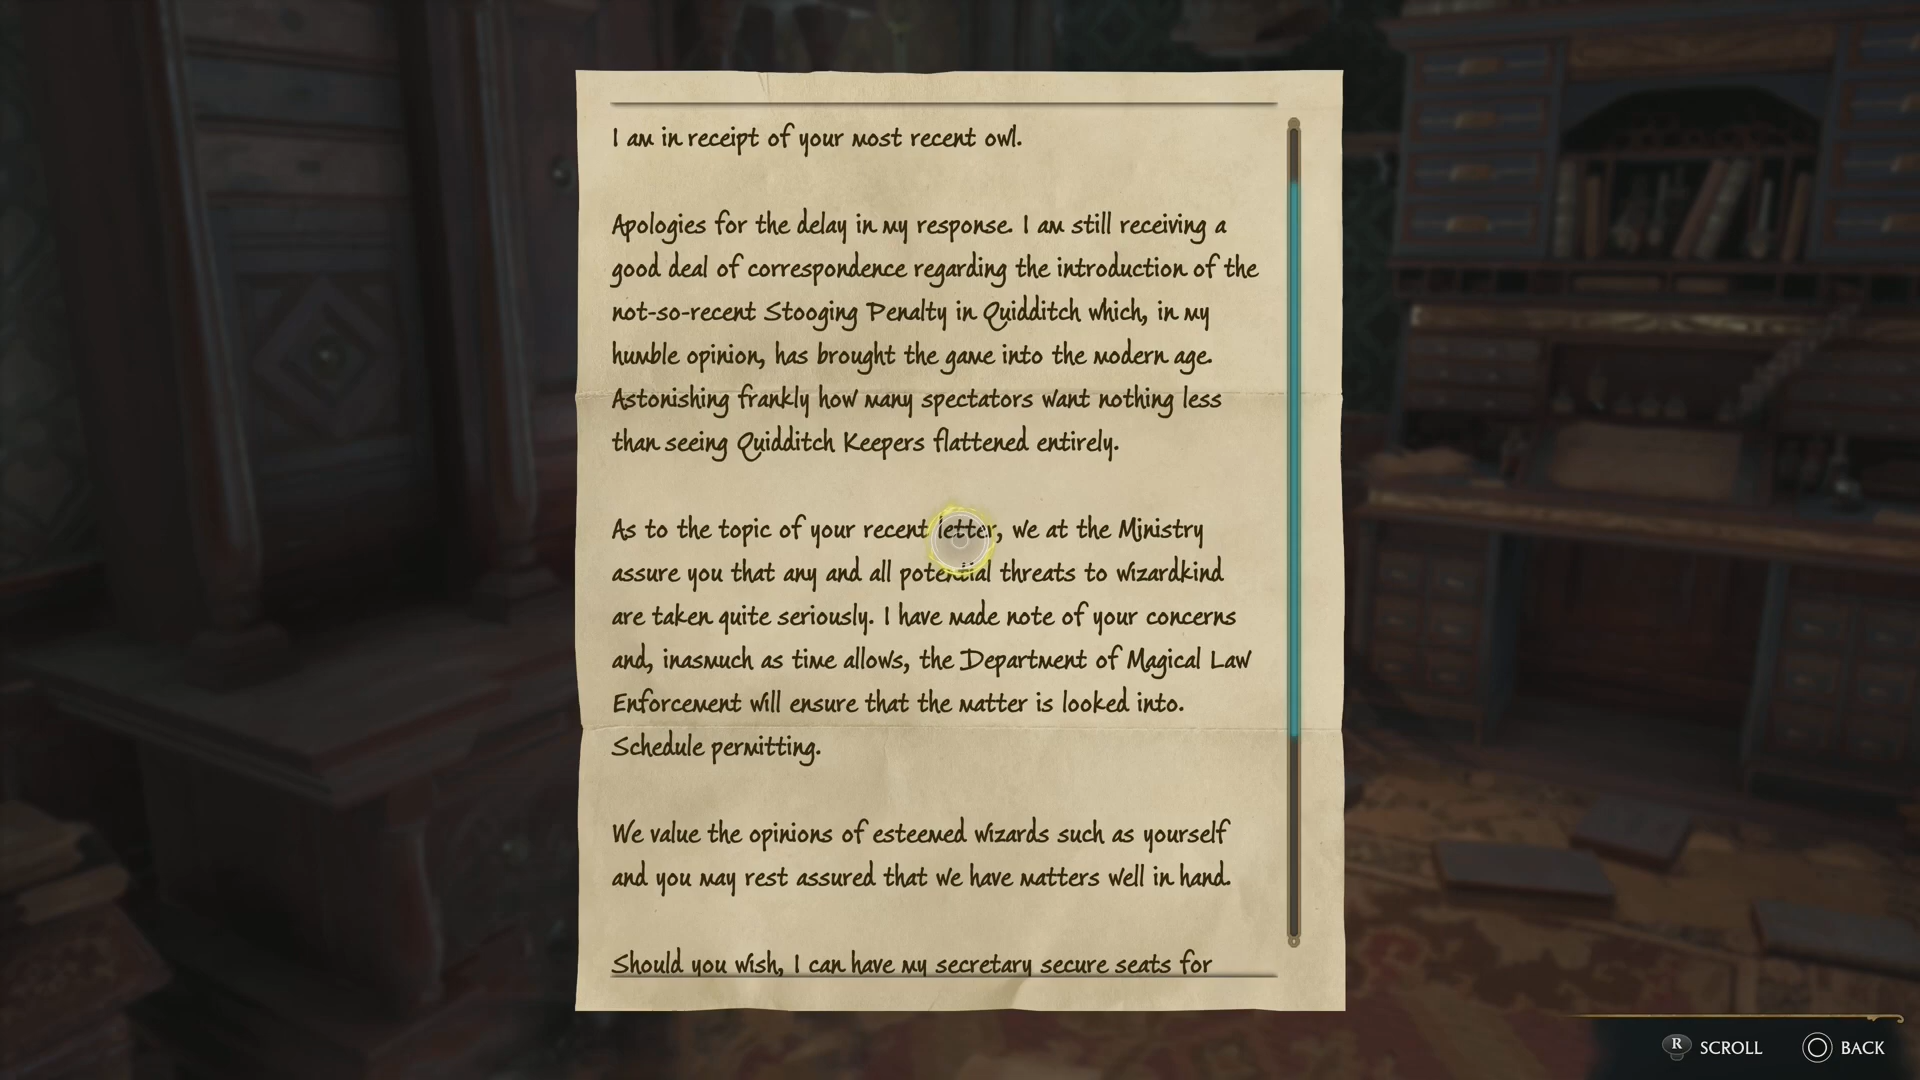 I am in receipt of your most recent owl.
Apologies for the delay in my response. I am still receiving a
good deal of correspondence regarding the introduction of the
not-so-recent Stooging Penalty in Quidditch which, in my
humble opinion, has brought the game into the modern age.
Astonishing frankly how many spectators want nothing less
than seeing Quidditch Keepers flattened entirely.
As to the topic of your recent letter, we at the Ministry
assure you that any and all potential threats to wizardkind
are taken quite seriously. I have made note of your concerns
and, inasmuch as time allows, the Department of Magical Law
Enforcement will ensure that the matter is looked into.
Schedule permitting.
We value the opinions of esteemed wizards such as yourself
and you may rest assured that we have matters well in hand.
Should you wish, I can have my secretary secure seats for
R SCROLL
BACK